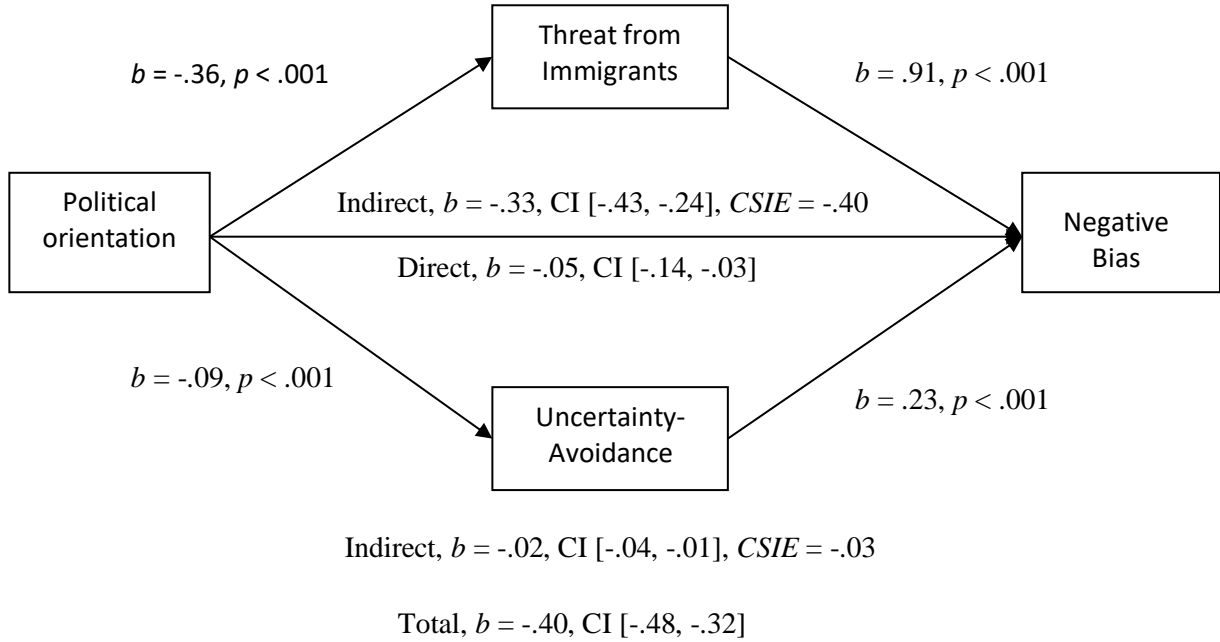 Threat from
Immigrants
b = -.36, p < .001
b = .91, p < .001
Political
orientation
Indirect, b = -.33, CI [-.43, -.24], CSIE = -.40
Direct, b = -.05, CI [-.14, -.03]
Negative
Bias
b = -.09, p < .001
b = .23, p < .001
Uncertainty-
Avoidance
Indirect, b = -.02, CI [-.04, -.01], CSIE = -.03
Total, b = -.40, CI [-.48, -.32]